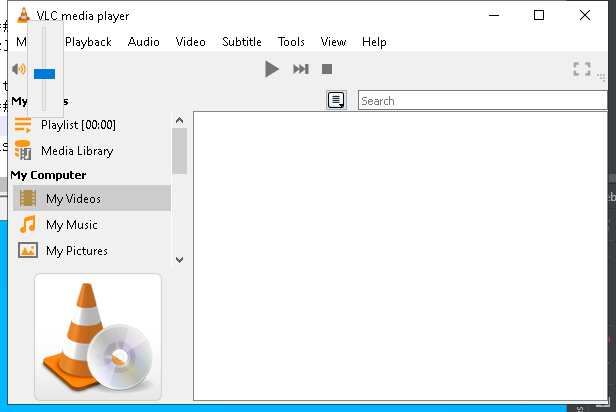 VLC media player
M Playback Audio Video Subtitle Tools View Help
My s
Search
Playlist [00:00]
Media Library
My Computer
My Videos
My Music
My Pictures